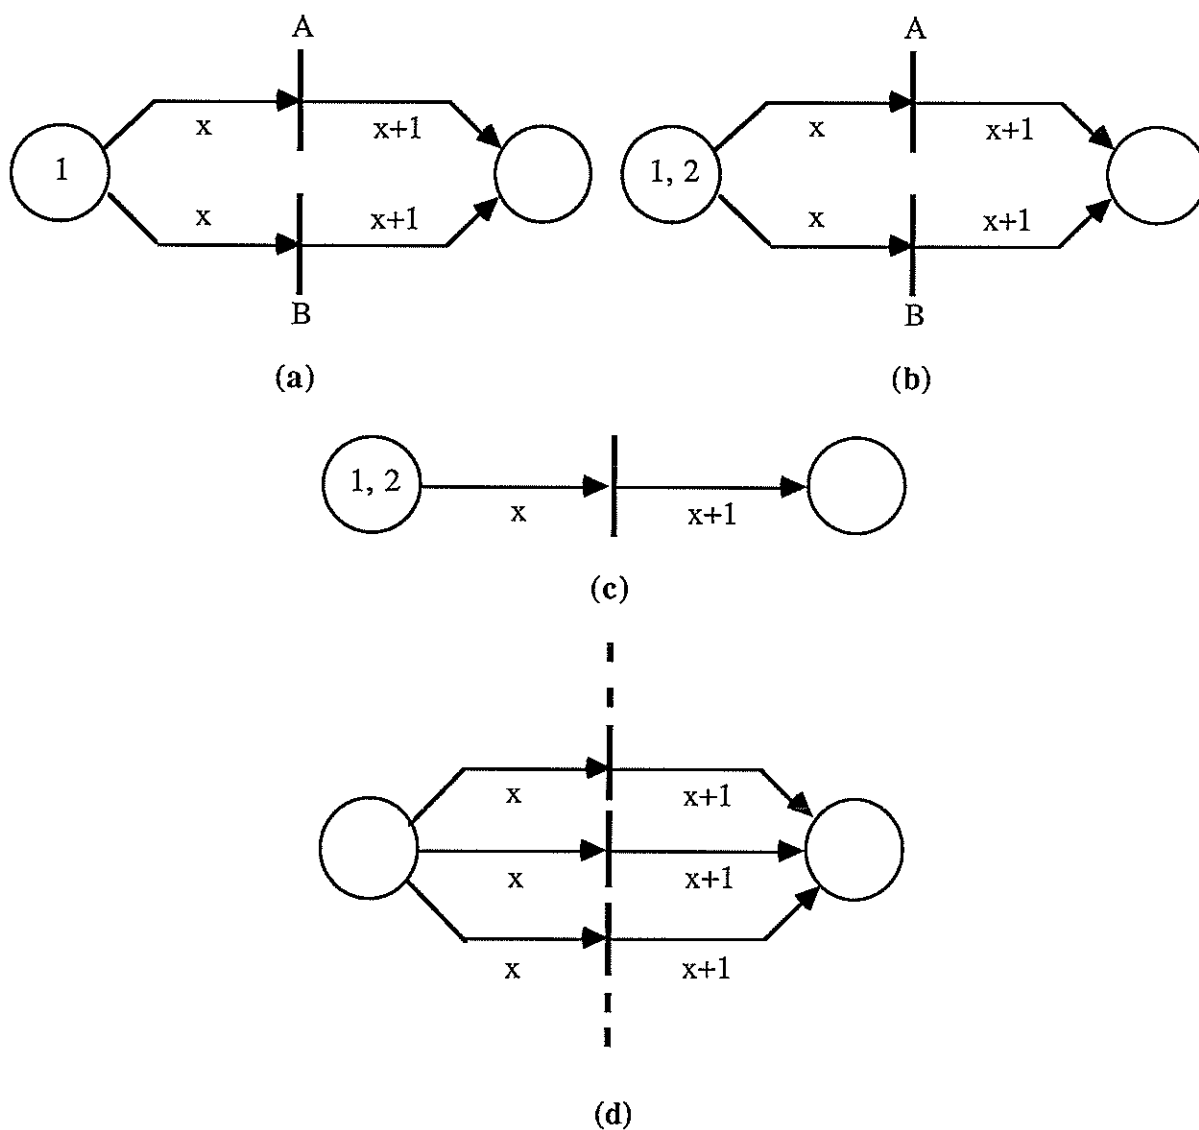 A A
x x+1 x x+1
1 1, 2
x x+1 x x+1
B B
(a) (b)
1, 2
x x+1
(c)
x x+1
x x+1
x x+1
(d)